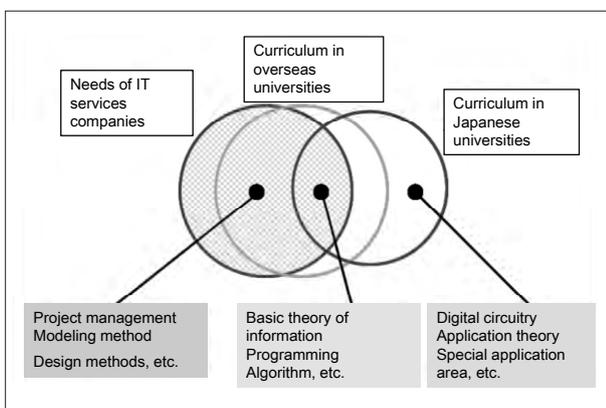 Needs of IT
services
companies
Curriculum in
overseas
universities
Curriculum in
Japanese
universities
Project management
Modeling method
Design methods, etc.
Basic theory of
information
Programming
Algorithm, etc.
Digital circuitry
Application theory
Special application
area, etc.